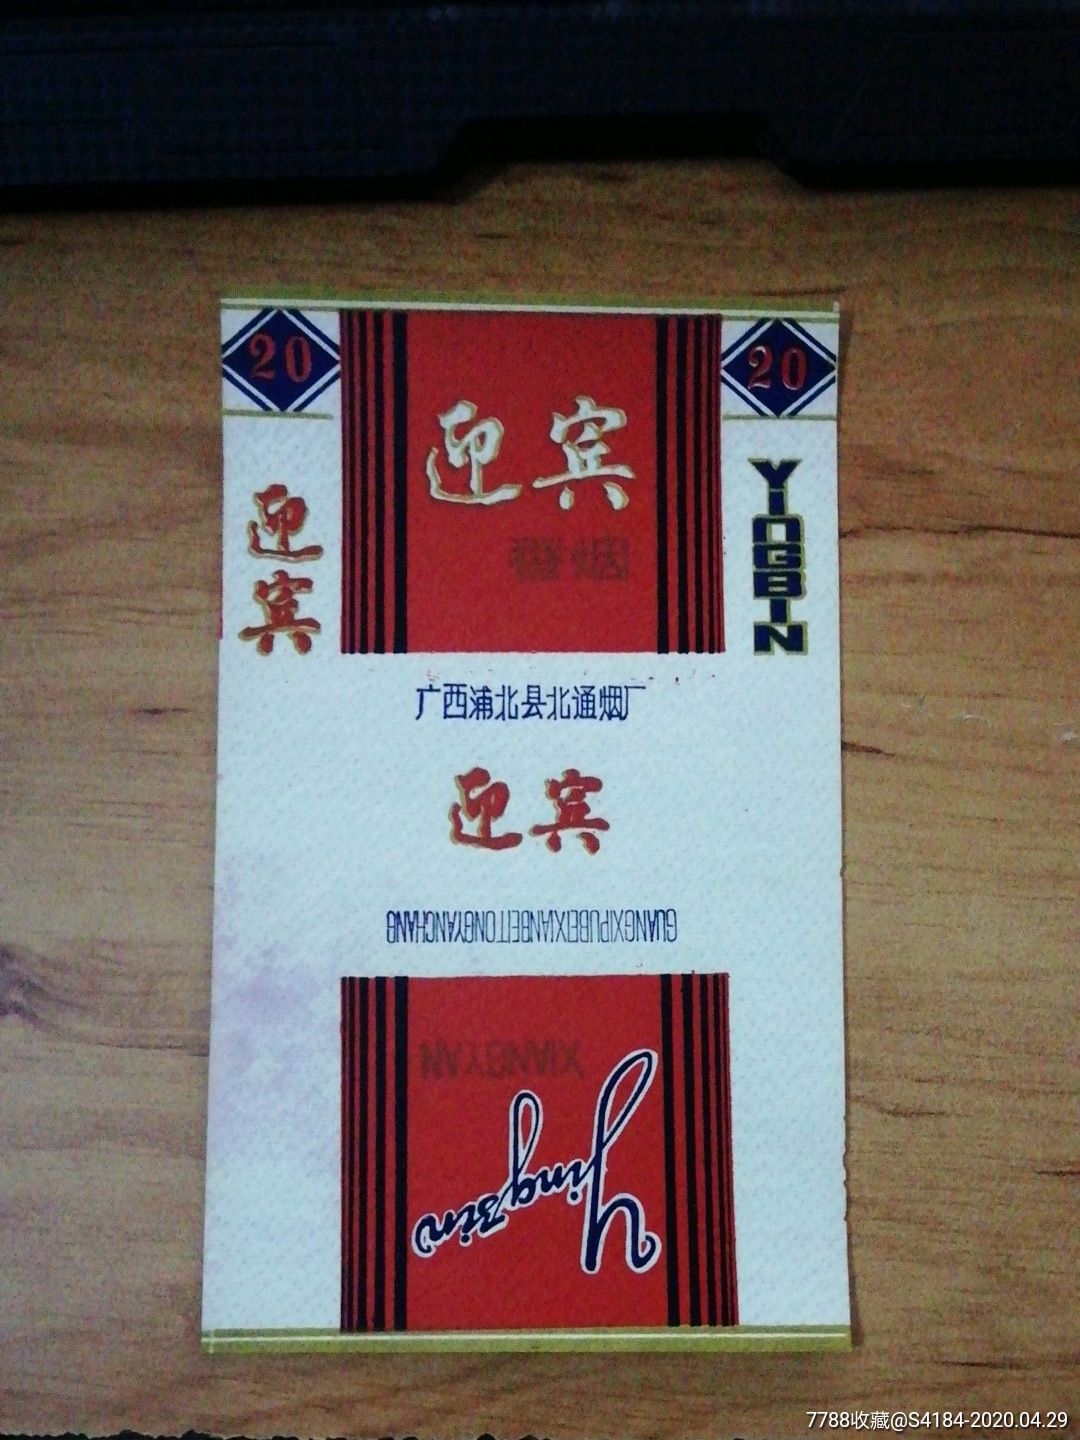 20
20
迎宾
香烟
迎
宾
YINGBIN
广西浦北县北通烟厂
迎宾
GUANGXIPUBEIXIANBEITONGYANCHANG
XIANGYAN
YingBin
7788收藏@S4184-2020.04.29